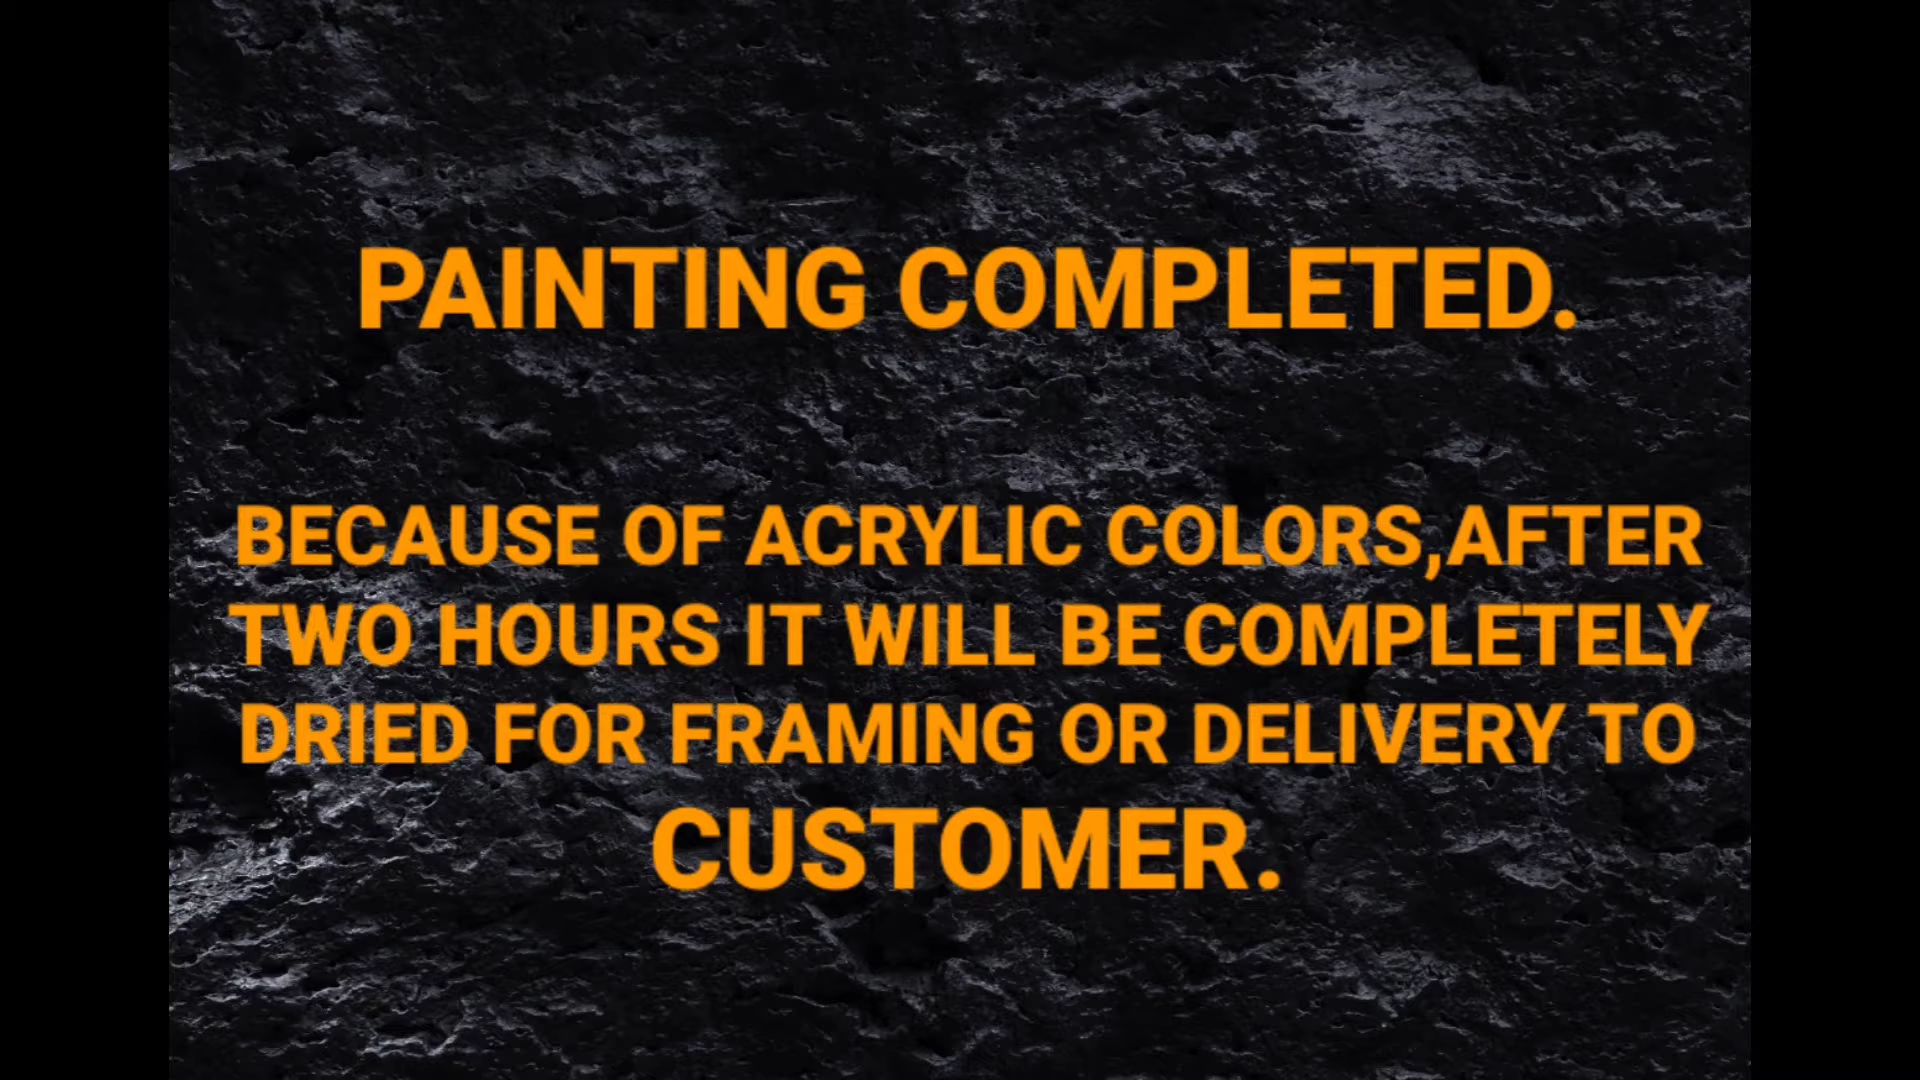 PAINTING COMPLETED.
BECAUSE OF ACRYLIC COLORS,AFTER
TWO HOURS IT WILL BE COMPLETELY
DRIED FOR FRAMING OR DELIVERY TO
CUSTOMER.